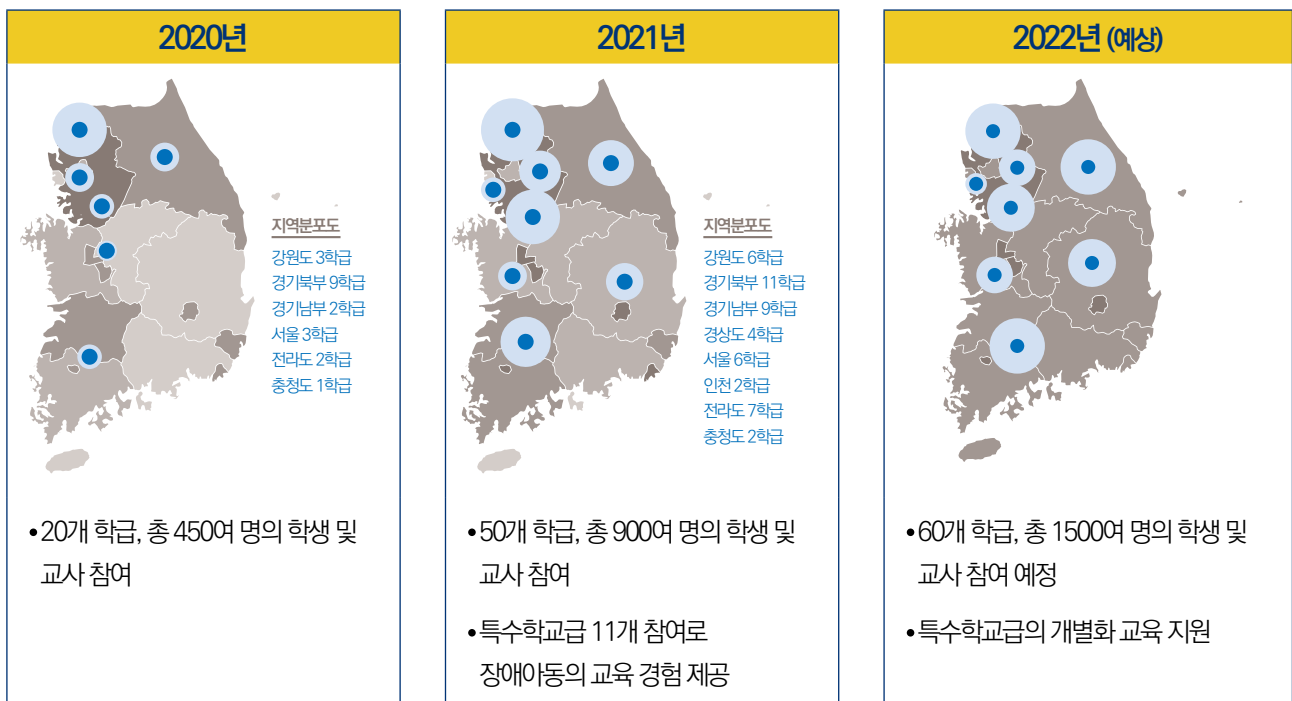 2020년
지역분포도
강원도 3학급
경기북부 9학급
경기남부 2학급
서울 3학급
전라도 2학급
충청도 1학급
•20개 학급, 총 450여 명의 학생 및
교사 참여
2021년
지역분포도
강원도 6학급
경기북부 11학급
경기남부 9학급
경상도 4학급
서울 6학급
인천 2학급
전라도 7학급
충청도 2학급
•50개 학급, 총 900여 명의 학생 및
교사 참여
•특수학교급 11개 참여로
장애아동의 교육 경험 제공
2022년 (예상)
•60개 학급, 총 1500여 명의 학생 및
교사 참여 예정
•특수학교급의 개별화 교육 지원